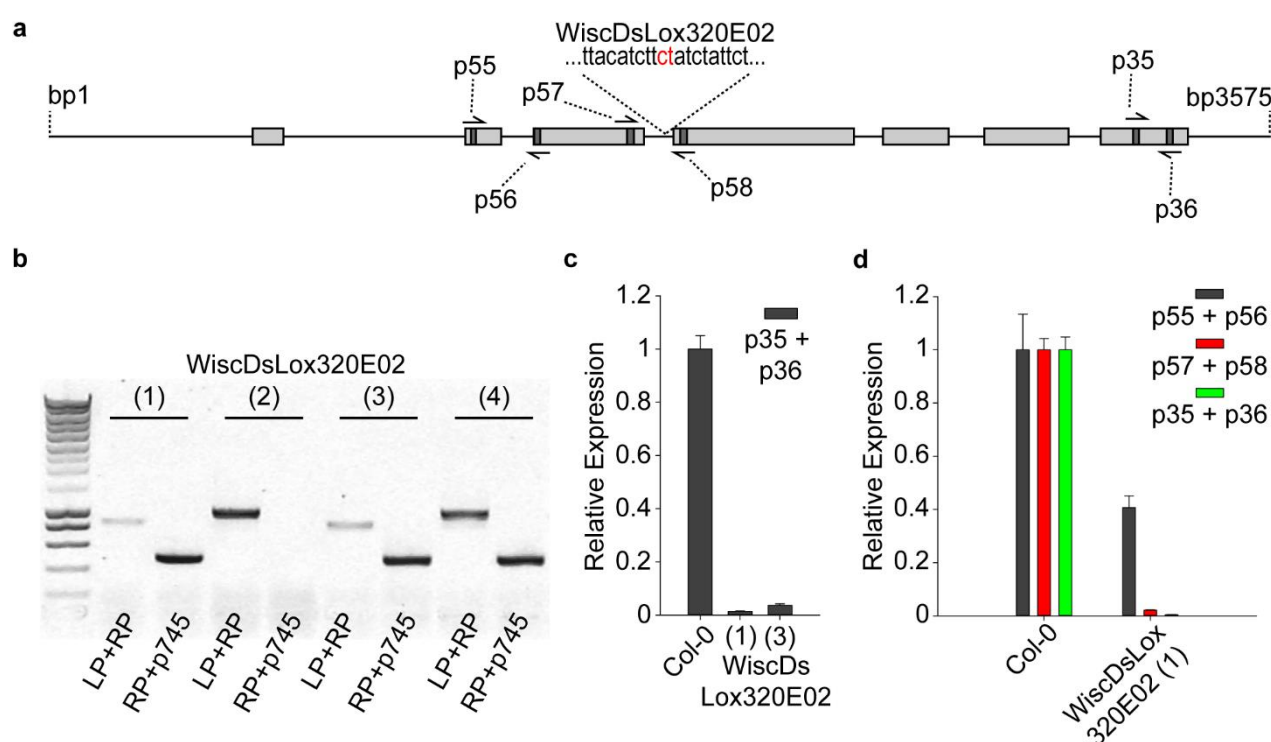 a
WiscDsLox320E02
...ttacatcttctatctattct...
p55
p57
p35
bp1
bp3575
p56
p58
p36
b
WiscDsLox320E02
(1) (2) (3) (4)
LP+RP
RP+p745
LP+RP
RP+p745
LP+RP
RP+p745
LP+RP
RP+p745
c
Relative Expression
1.2
1
0.8
0.6
0.4
0.2
0
p35 +
p36
Col-0
(1) (3)
WiscDs
Lox320E02
d
Relative Expression
1.2
1
0.8
0.6
0.4
0.2
0
p55 + p56
p57 + p58
p35 + p36
Col-0
WiscDsLox
320E02 (1)